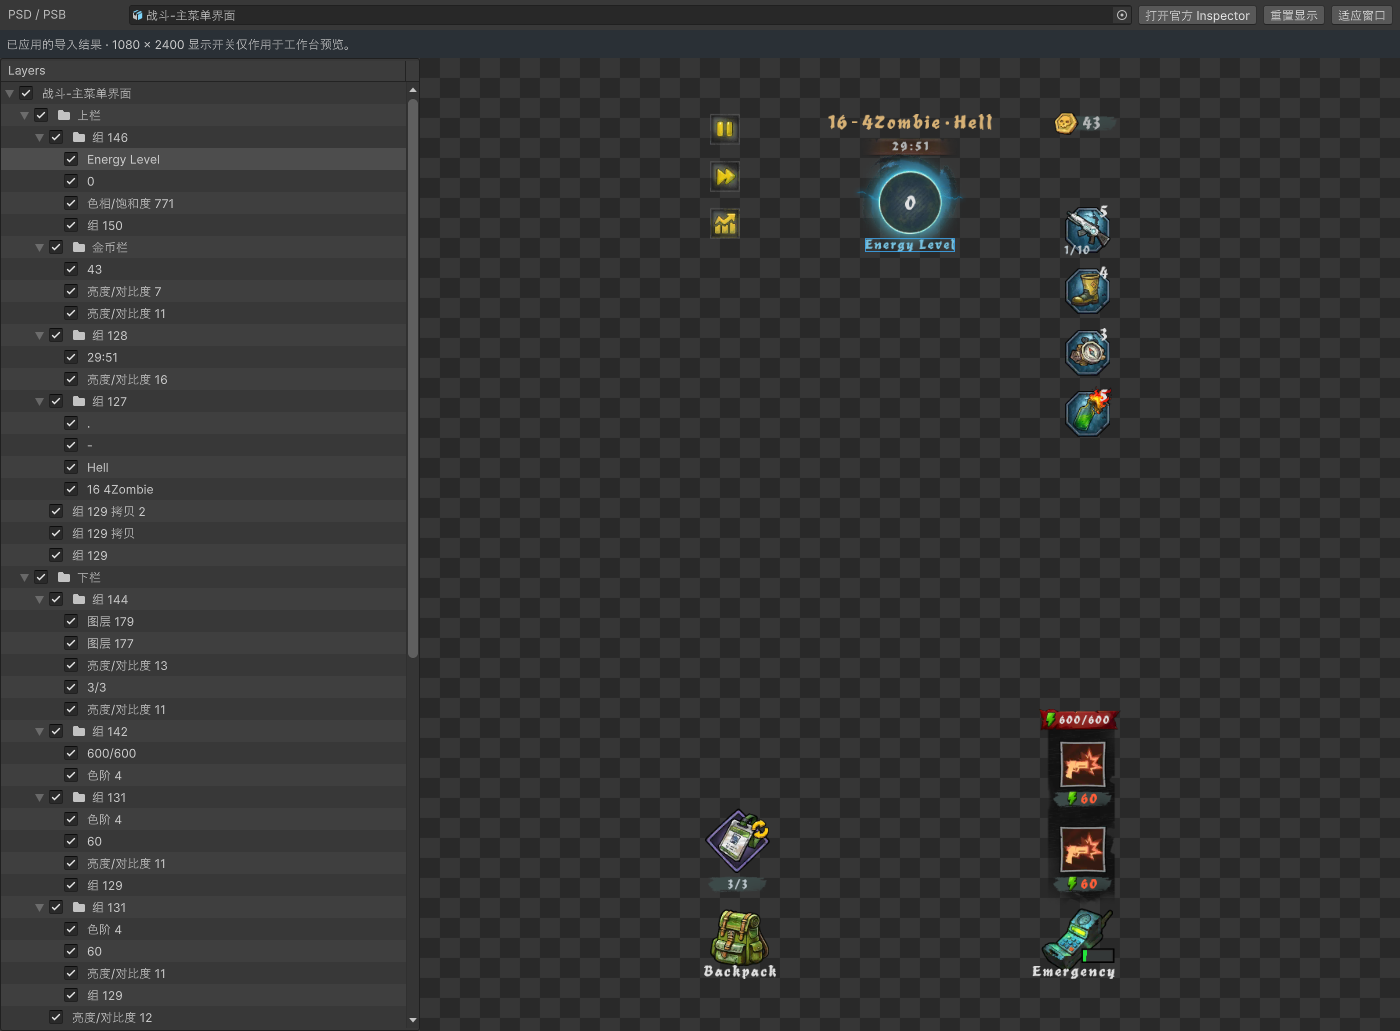 PSD / PSB
战斗-主菜单界面
打开官方 Inspector
重置显示
适应窗口
已应用的导入结果 · 1080 × 2400 显示开关仅作用于工作台预览。
Layers
战斗-主菜单界面
上栏
组 146
Energy Level
0
色相/饱和度 771
组 150
金币栏
43
亮度/对比度 7
亮度/对比度 11
组 128
29:51
亮度/对比度 16
组 127
.
-
Hell
16 4Zombie
组 129 拷贝 2
组 129 拷贝
组 129
下栏
组 144
图层 179
图层 177
亮度/对比度 13
3/3
亮度/对比度 11
组 142
600/600
色阶 4
组 131
色阶 4
60
亮度/对比度 11
组 129
组 131
色阶 4
60
亮度/对比度 11
组 129
亮度/对比度 12
16-4Zombie·Hell
43
29:51
0
Energy Level
5
1/10
4
3
5
600/600
60
60
3/3
Backpack
Emergency